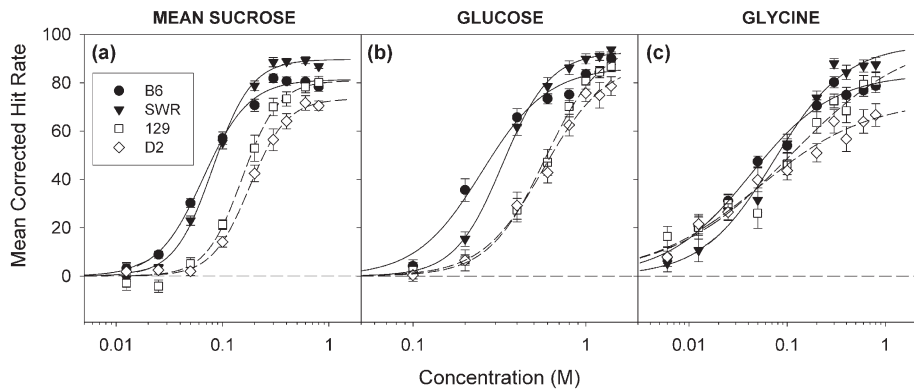 MEAN SUCROSE GLUCOSE GLYCINE
100 (a) (b) (c)
80
60
40
20
0
B6
SWR
129
D2
Mean Corrected Hit Rate
0.01 0.1 1 0.1 1 0.01 0.1 1
Concentration (M)